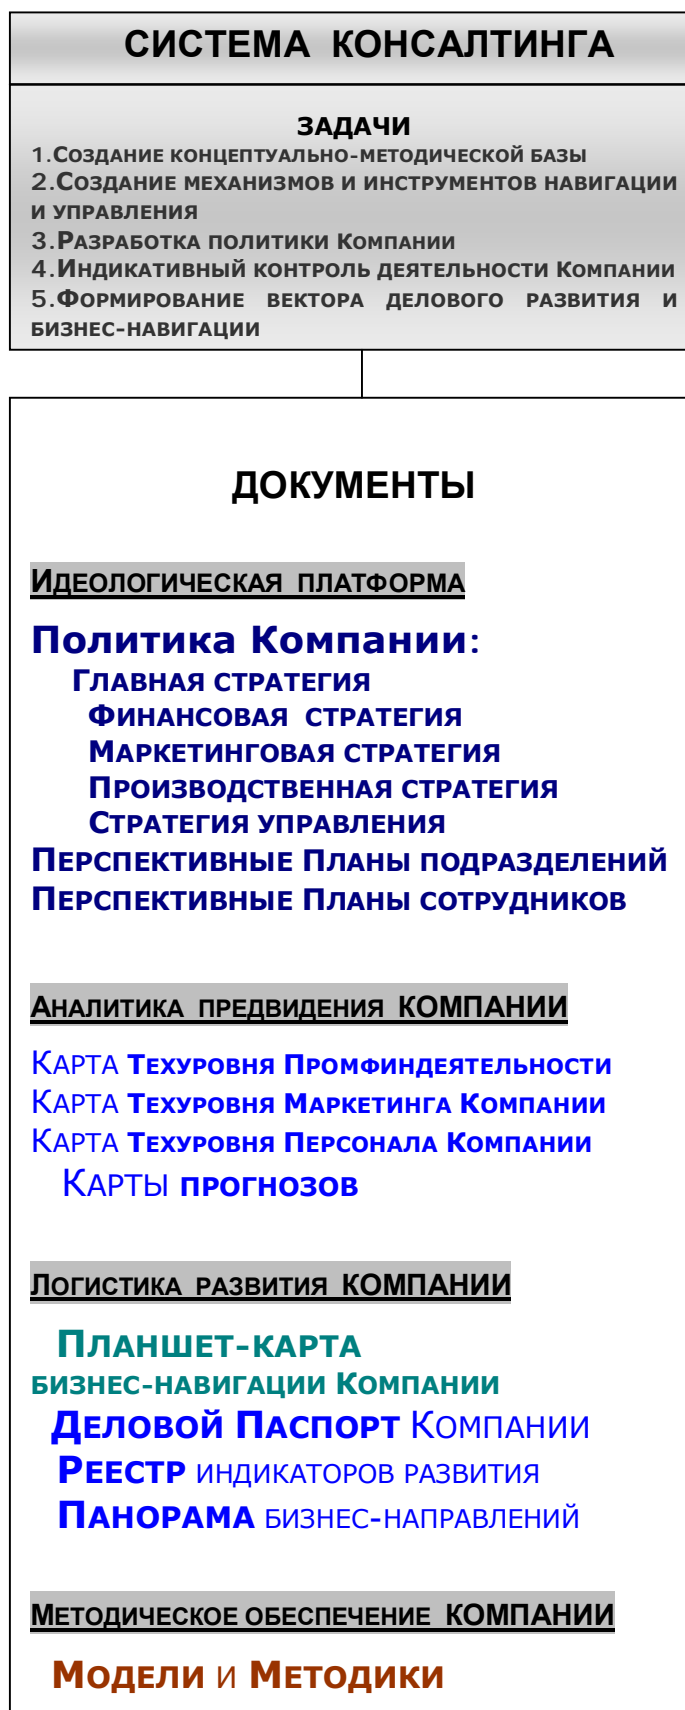 СИСТЕМА КОНСАЛТИНГА
ЗАДАЧИ
1.Создание концептуально-методической базы
2.Создание механизмов и инструментов навигации
и управления
3.Разработка политики Компании
4.Индикативный контроль деятельности Компании
5.Формирование вектора делового развития и
бизнес-навигации
ДОКУМЕНТЫ
Идеологическая платформа
Политика Компании:
Главная стратегия
Финансовая стратегия
Маркетинговая стратегия
Производственная стратегия
Стратегия управления
Перспективные Планы подразделений
Перспективные Планы сотрудников
Аналитика предвидения КОМПАНИИ
Карта Техуровня Промфиндеятельности
Карта Техуровня Маркетинга Компании
Карта Техуровня Персонала Компании
Карты прогнозов
Логистика развития КОМПАНИИ
Планшет-карта
бизнес-навигации Компании
Деловой Паспорт Компании
Реестр индикаторов развития
Панорама бизнес-направлений
Методическое обеспечение КОМПАНИИ
Модели и Методики